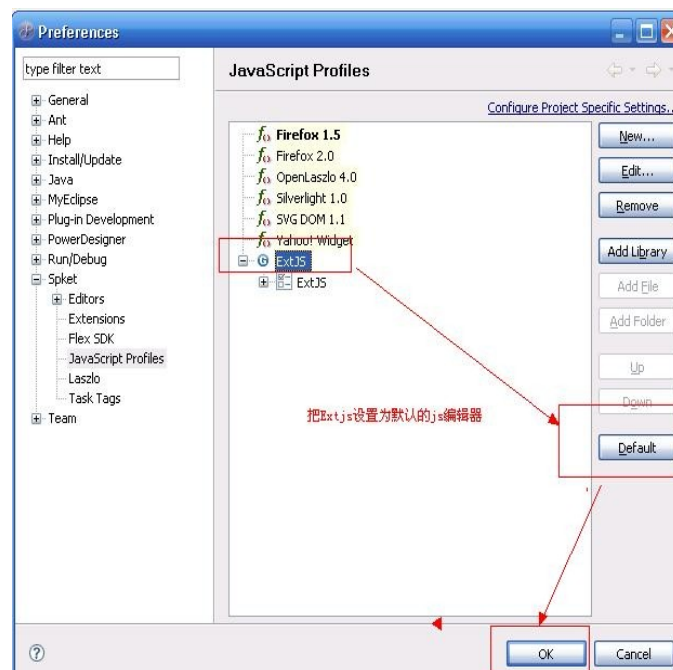 Preferences
type filter text
JavaScript Profiles
General
Ant
Help
Install/Update
Java
MyEclipse
Plug-in Development
PowerDesigner
Run/Debug
Spket
Editors
Extensions
Flex SDK
JavaScript Profiles
Laszlo
Task Tags
Team
Configure Project Specific Settings..
Firefox 1.5
Firefox 2.0
OpenLaszlo 4.0
Silverlight 1.0
SVG DOM 1.1
Yahoo! Widget
ExtJS
ExtJS
把Extjs设置为默认的js编辑器
New...
Edit...
Remove
Add Library
Add File
Add Folder
Up
Down
Default
OK
Cancel